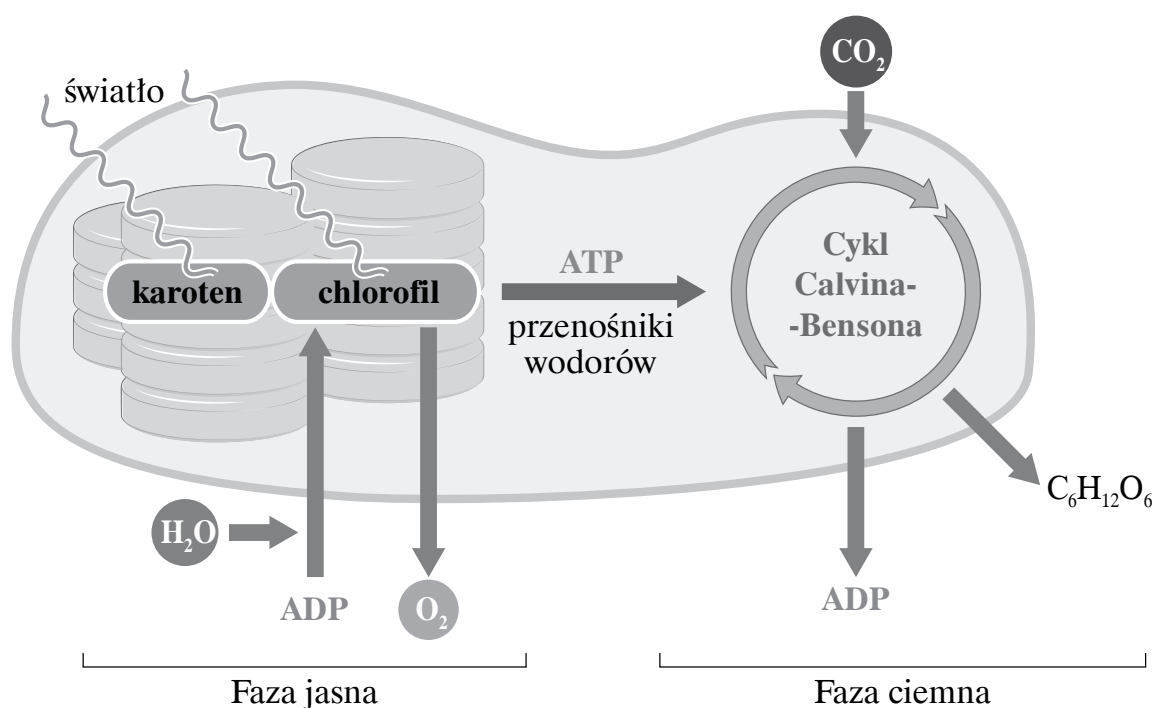 CO₂
światło
karoten
chlorofil
ATP
przenośniki
wodorów
Cykl
Calvina-
-Bensona
C₆H₁₂O₆
H₂O
ADP
O₂
ADP
Faza jasna
Faza ciemna